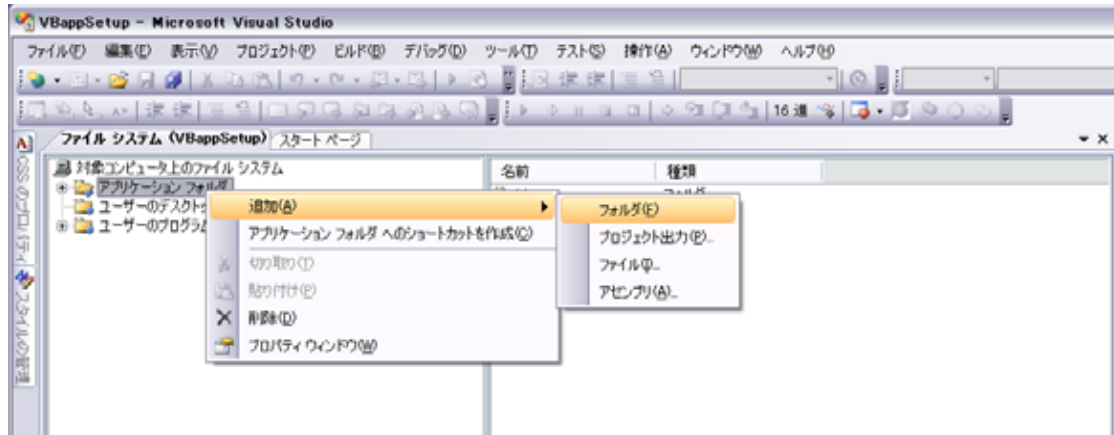 VBappSetup - Microsoft Visual Studio
ファイル(F) 編集(E) 表示(V) プロジェクト(P) ビルド(B) デバッグ(D) ツール(T) テスト(S) 操作(A) ウィンドウ(W) ヘルプ(H)
16 進
ファイル システム (VBappSetup) スタート ページ
CSS のプロパティ
スタイルの管理
対象コンピュータ上のファイル システム
アプリケーション フォルダ
ユーザーのデスクト
ユーザーのプログラム
名前 種類
フォルダ
追加(A)
アプリケーション フォルダ へのショートカットを作成(C)
切り取り(T)
貼り付け(P)
削除(D)
プロパティ ウィンドウ(W)
フォルダ(F)
プロジェクト出力(P)...
ファイル(I)...
アセンブリ(A)...